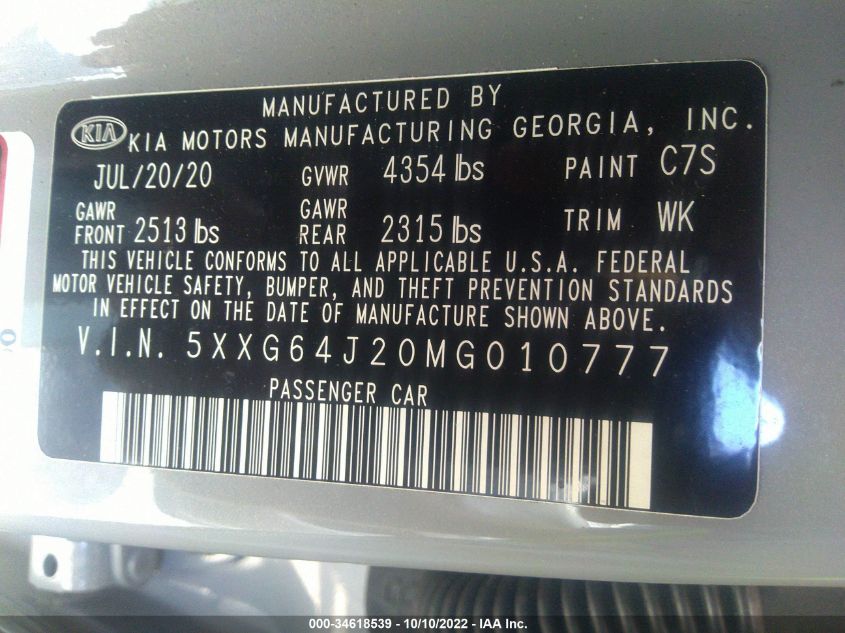 MANUFACTURED BY
KIA KIA MOTORS MANUFACTURING GEORGIA, INC.
JUL/20/20 GVWR 4354 lbs PAINT C7S
GAWR FRONT 2513 lbs GAWR REAR 2315 lbs TRIM WK
THIS VEHICLE CONFORMS TO ALL APPLICABLE U.S.A. FEDERAL
MOTOR VEHICLE SAFETY, BUMPER, AND THEFT PREVENTION STANDARDS
IN EFFECT ON THE DATE OF MANUFACTURE SHOWN ABOVE.
V.I.N. 5XXG64J20MG010777
PASSENGER CAR
000-34618539 - 10/10/2022 - IAA Inc.